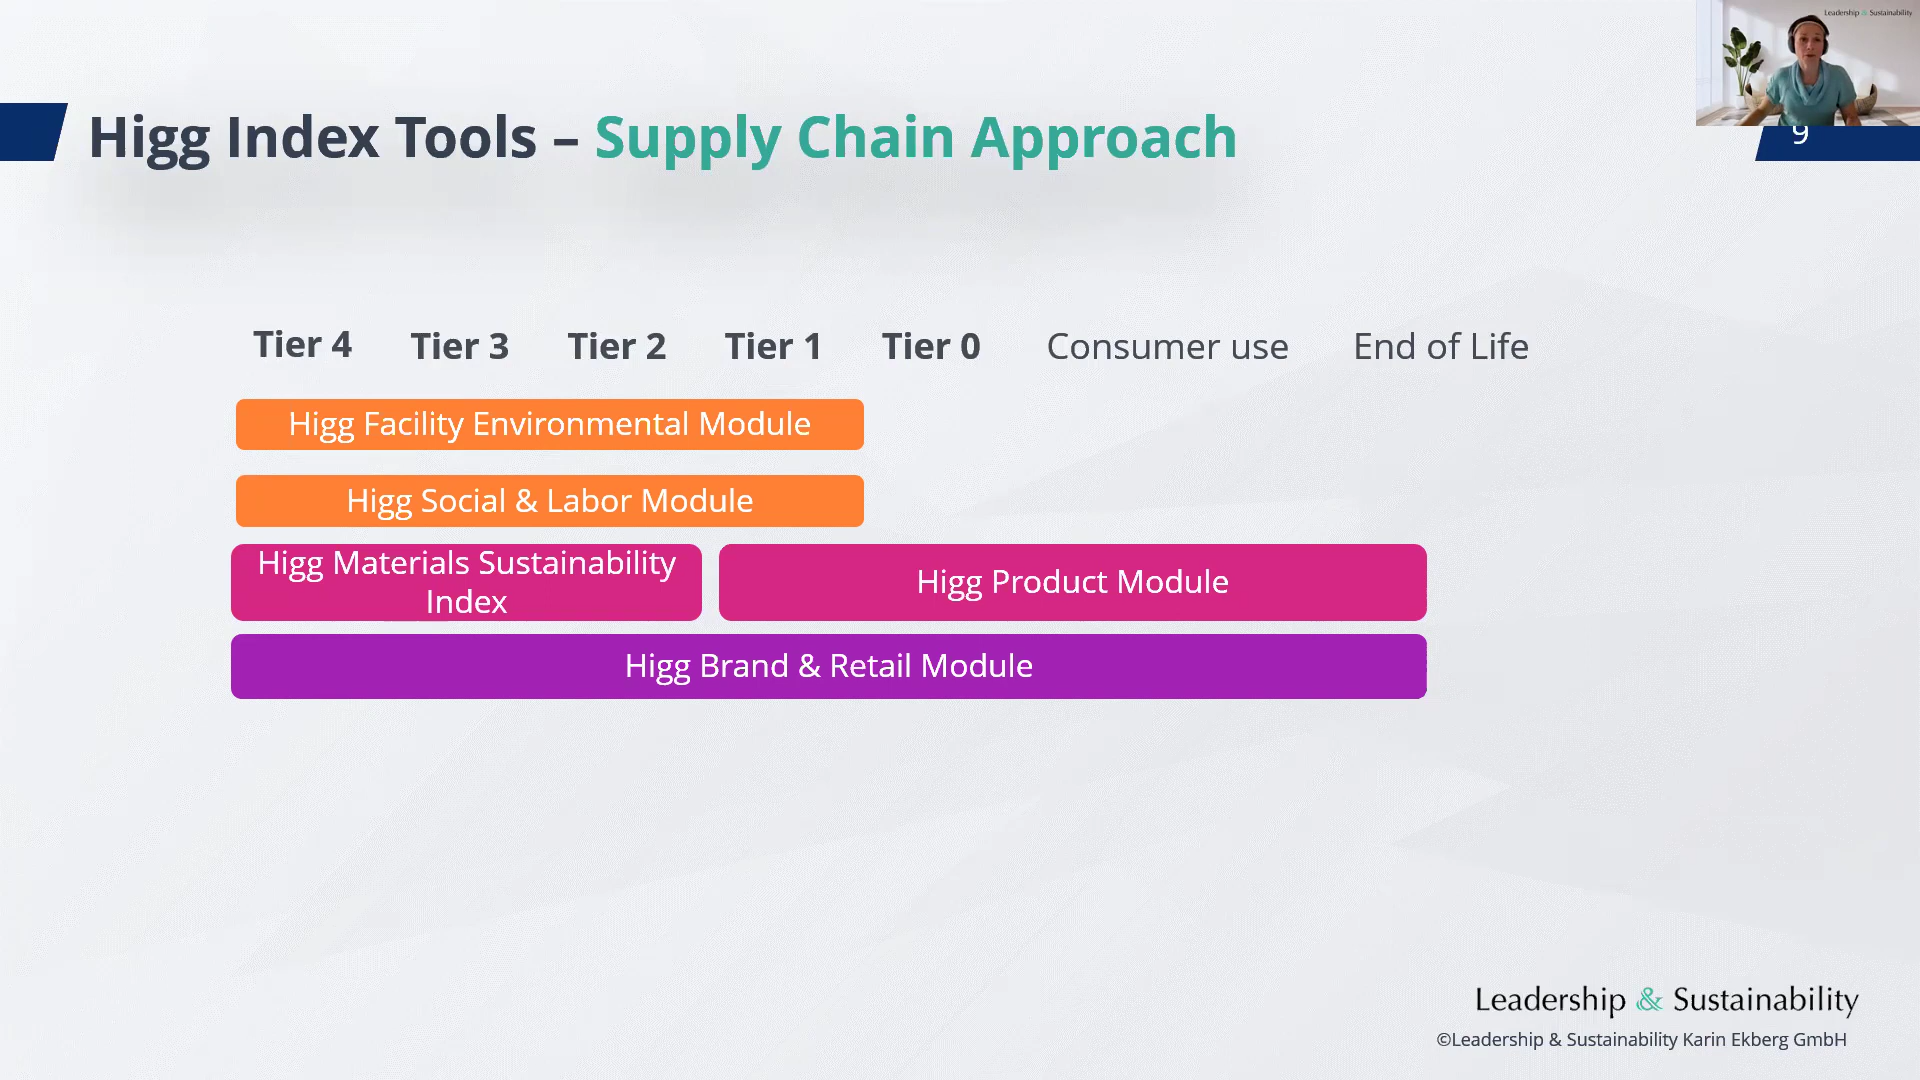 Leadership & Sustainability
9
Higg Index Tools – Supply Chain Approach
Tier 4 Tier 3 Tier 2 Tier 1 Tier 0 Consumer use End of Life
Higg Facility Environmental Module
Higg Social & Labor Module
Higg Materials Sustainability
Index
Higg Product Module
Higg Brand & Retail Module
Leadership & Sustainability
©Leadership & Sustainability Karin Ekberg GmbH